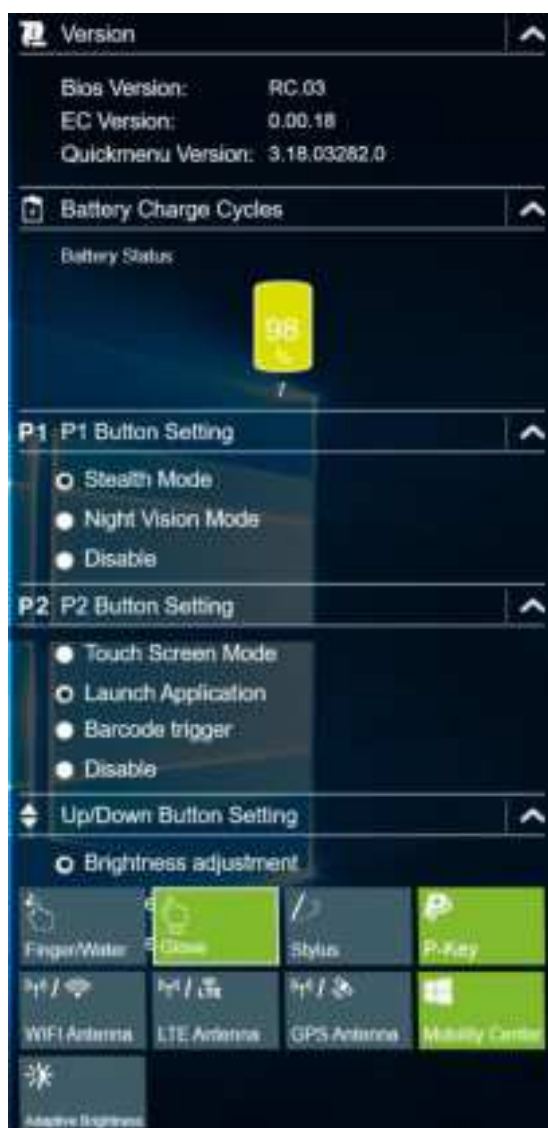 Version
Bios Version: RC.03
EC Version: 0.00.18
Quickmenu Version: 3.18.03282.0
Battery Charge Cycles
Battery Status
98
%
/
P1 P1 Button Setting
Stealth Mode
Night Vision Mode
Disable
P2 P2 Button Setting
Touch Screen Mode
Launch Application
Barcode trigger
Disable
Up/Down Button Setting
Brightness adjustment
Finger/Water Glove Stylus P-Key
WIFI Antenna LTE Antenna GPS Antenna Mobility Center
Adaptive Brightness